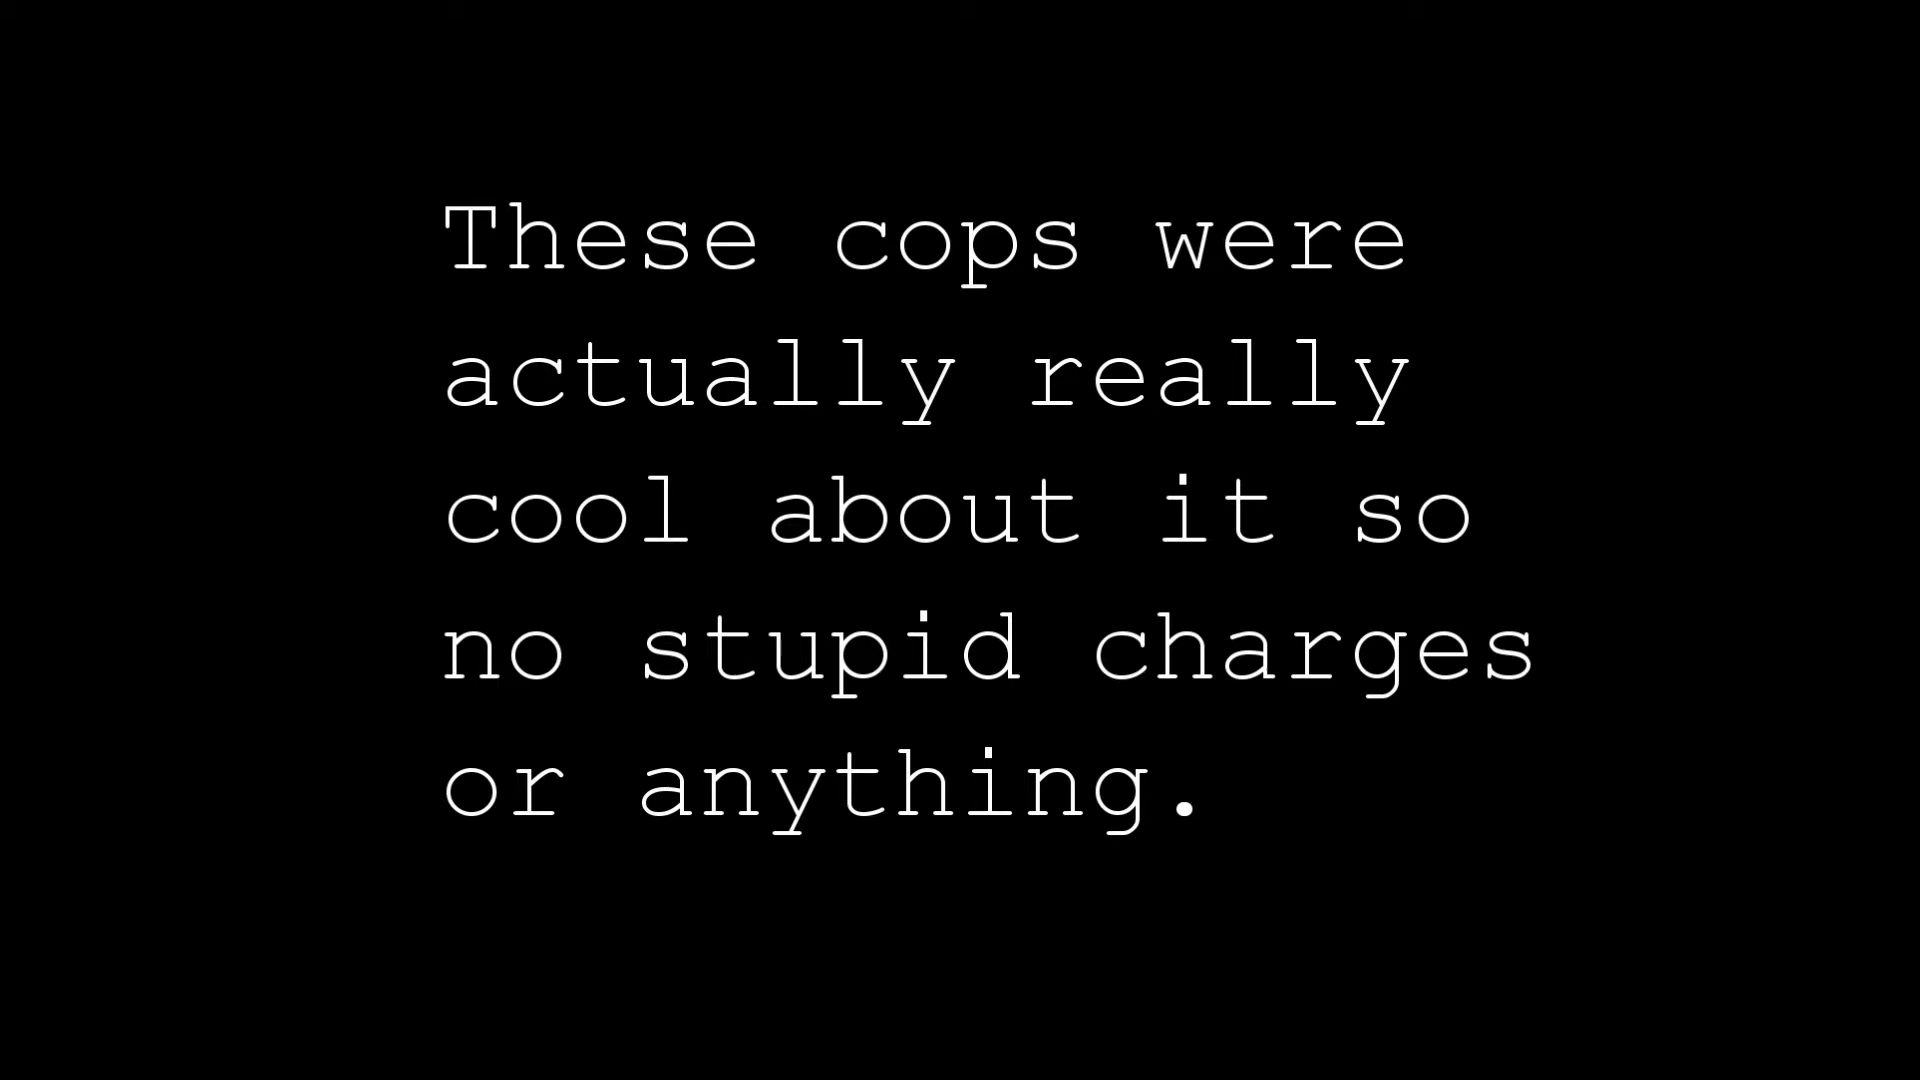 These cops were
actually really
cool about it so
no stupid charges
or anything.